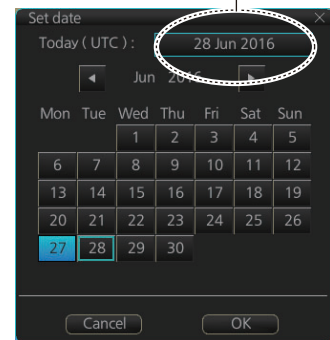 Set date
Today ( UTC ) : 28 Jun 2016
Jun 2016
Mon Tue Wed Thu Fri Sat Sun
1 2 3 4 5
6 7 8 9 10 11 12
13 14 15 16 17 18 19
20 21 22 23 24 25 26
27 28 29 30
Cancel OK